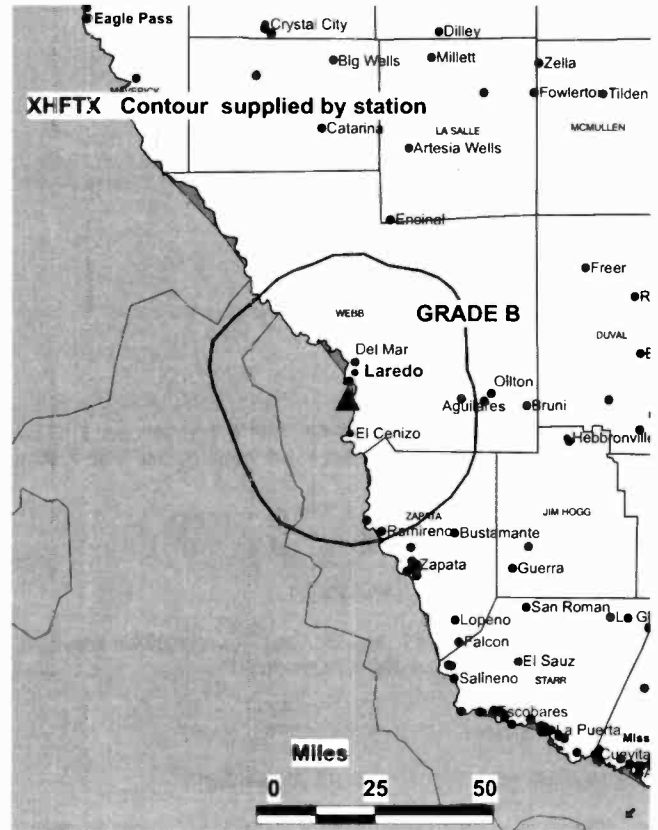 Eagle Pass
Crystal City
Dilley
Big Wells
Millett
Zella
MAVERICK
Fowlerton
Tilden
XHFTX Contour supplied by station
Catarina
LA SALLE
MCMULLEN
Artesia Wells
Encinal
Freer
WEBB
GRADE B
DUVAL
Del Mar
Laredo
Oilton
Aguilares
Bruni
El Cenizo
Hebbronville
ZAPATA
JIM HOGG
Ramireno
Bustamante
Zapata
Guerra
San Roman
Lopeno
Falcon
El Sauz
Salineno
STARR
Escobares
La Puerta
Miss
Cuevita
Miles
0 25 50